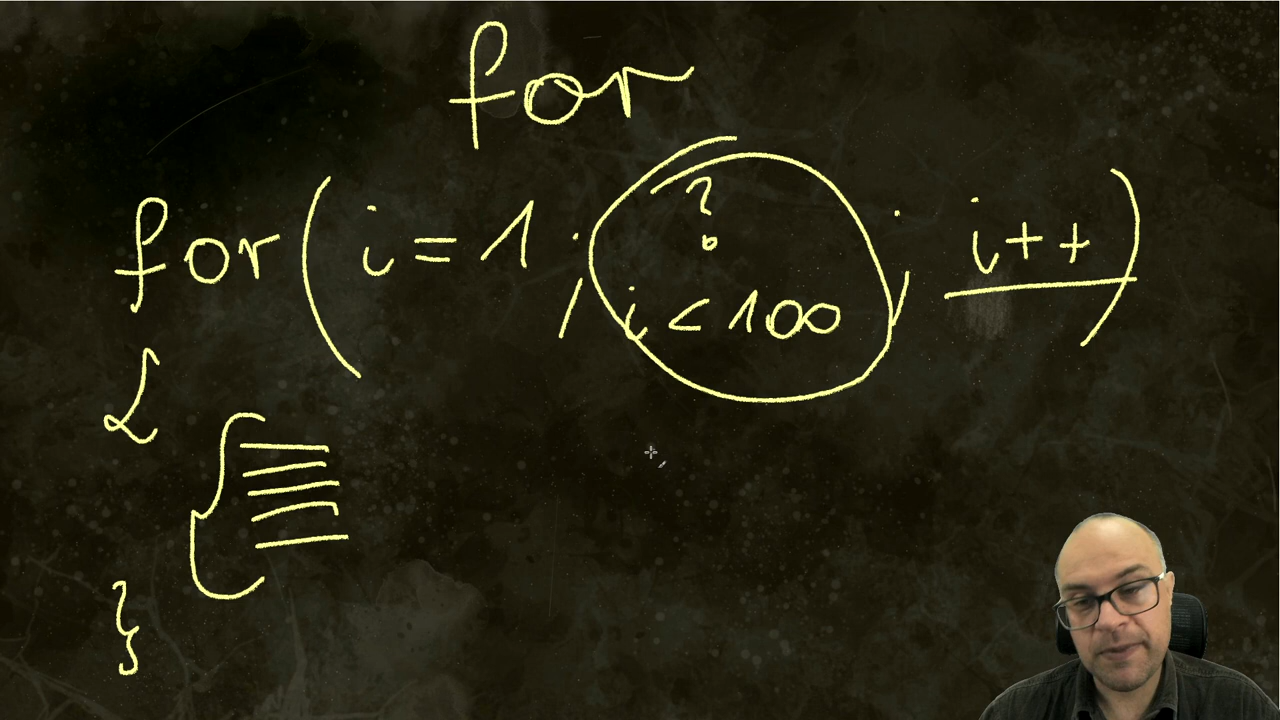 for
for( i = 1 ; ? i < 100 ; i++ )
{
}